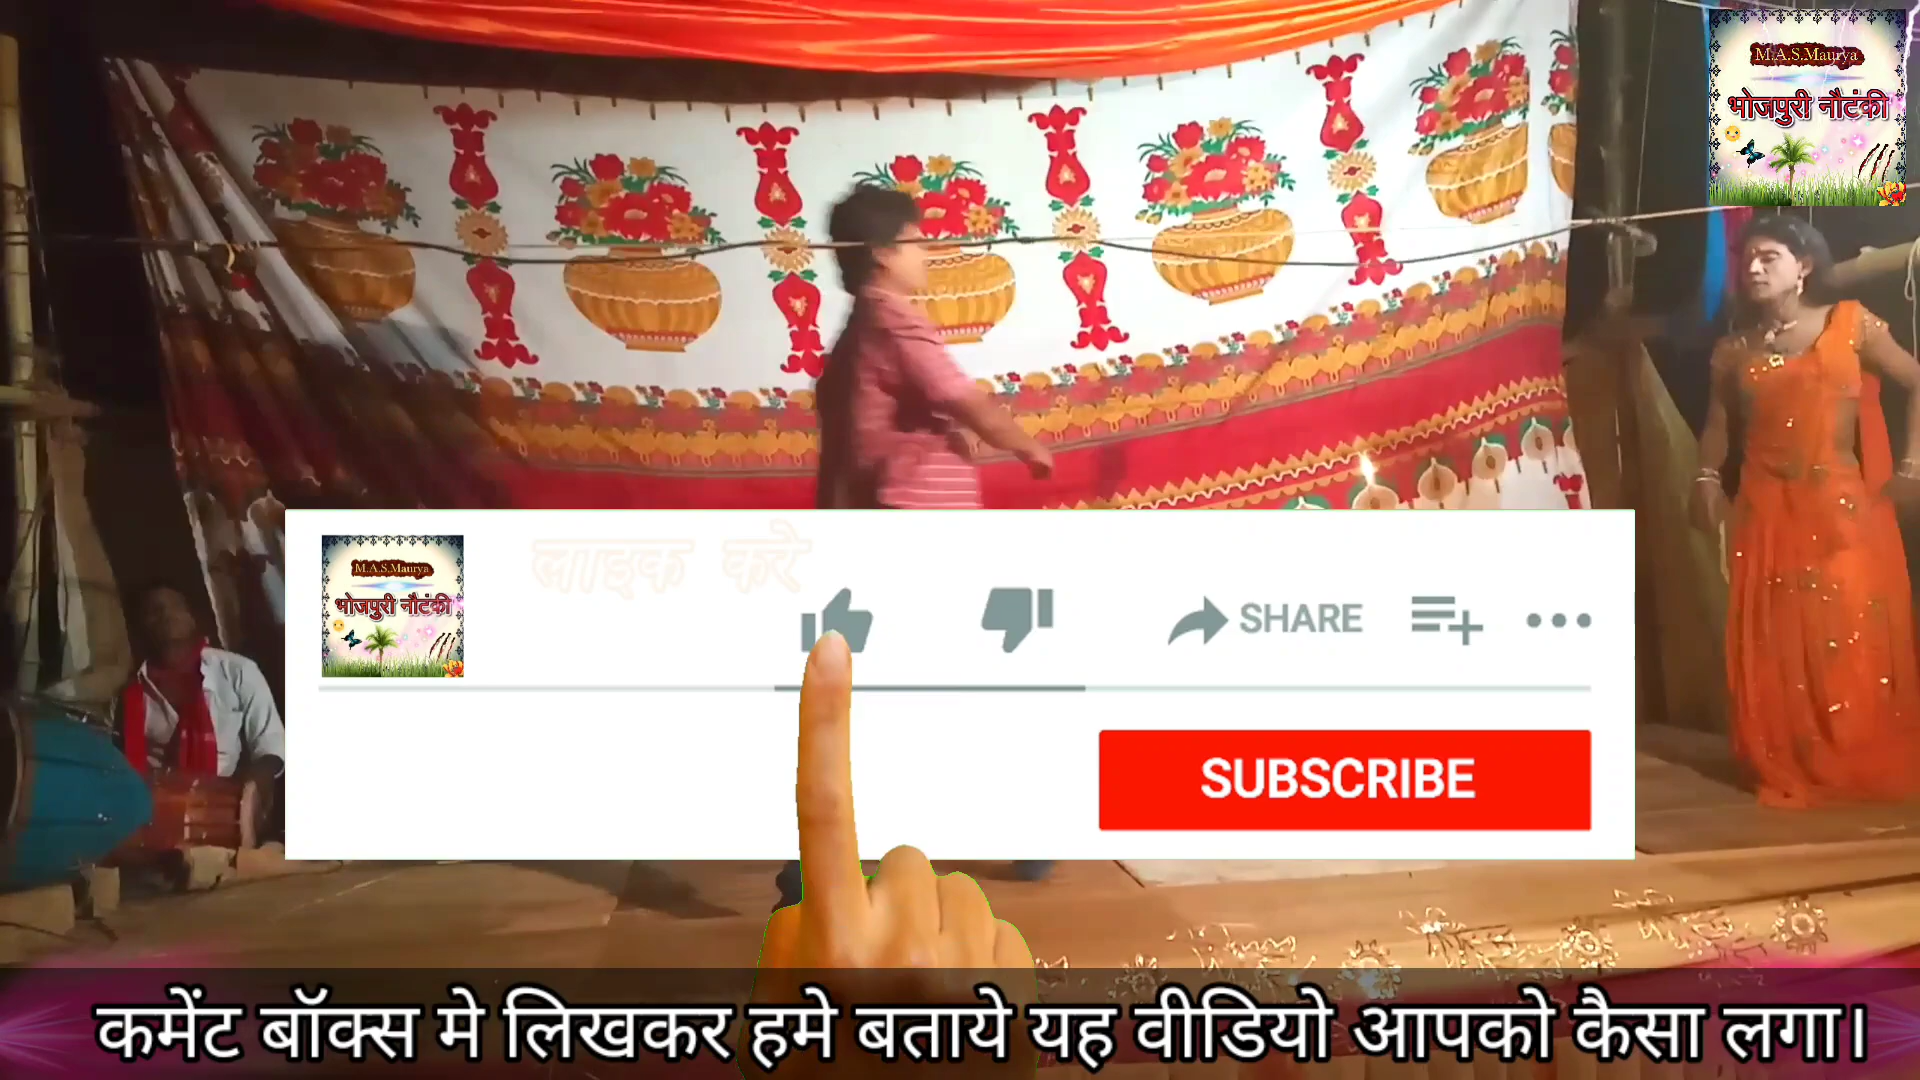 M.A.S.Maurya
भोजपुरी नौटंकी
लाइक करे
M.A.S.Maurya
भोजपुरी नौटंकी
SHARE
SUBSCRIBE
कमेंट बॉक्स मे लिखकर हमे बताये यह वीडियो आपको कैसा लगा।